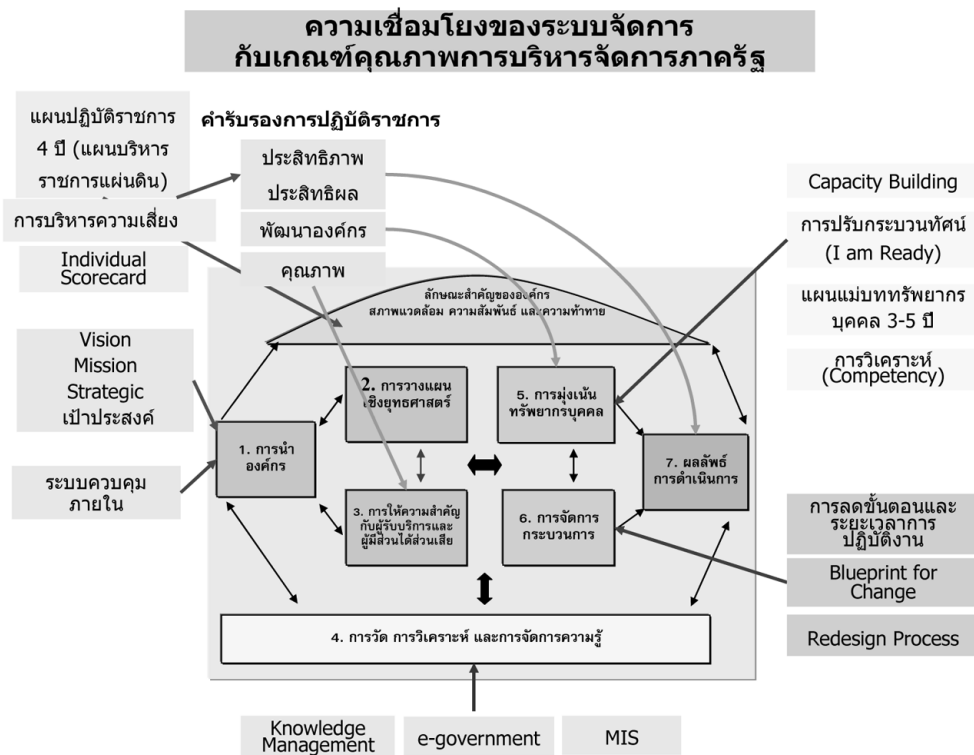 ความเชื่อมโยงของระบบจัดการ
กับเกณฑ์คุณภาพการบริหารจัดการภาครัฐ
แผนปฏิบัติราชการ
4 ปี (แผนบริหาร
ราชการแผ่นดิน)
การบริหารความเสี่ยง
Individual
Scorecard
คำรับรองการปฏิบัติราชการ
ประสิทธิภาพ
ประสิทธิผล
พัฒนาองค์กร
คุณภาพ
Capacity Building
การปรับกระบวนทัศน์
(I am Ready)
แผนแม่บททรัพยากร
บุคคล 3-5 ปี
การวิเคราะห์
(Competency)
ลักษณะสำคัญขององค์กร
สภาพแวดล้อม ความสัมพันธ์ และความท้าทาย
Vision
Mission
Strategic
เป้าประสงค์
ระบบควบคุม
ภายใน
1. การนำ
องค์กร
2. การวางแผน
เชิงยุทธศาสตร์
3. การให้ความสำคัญ
กับผู้รับบริการและ
ผู้มีส่วนได้ส่วนเสีย
5. การมุ่งเน้น
ทรัพยากรบุคคล
6. การจัดการ
กระบวนการ
7. ผลลัพธ์
การดำเนินการ
4. การวัด การวิเคราะห์ และการจัดการความรู้
การลดขั้นตอนและ
ระยะเวลาการ
ปฏิบัติงาน
Blueprint for
Change
Redesign Process
Knowledge
Management
e-government
MIS